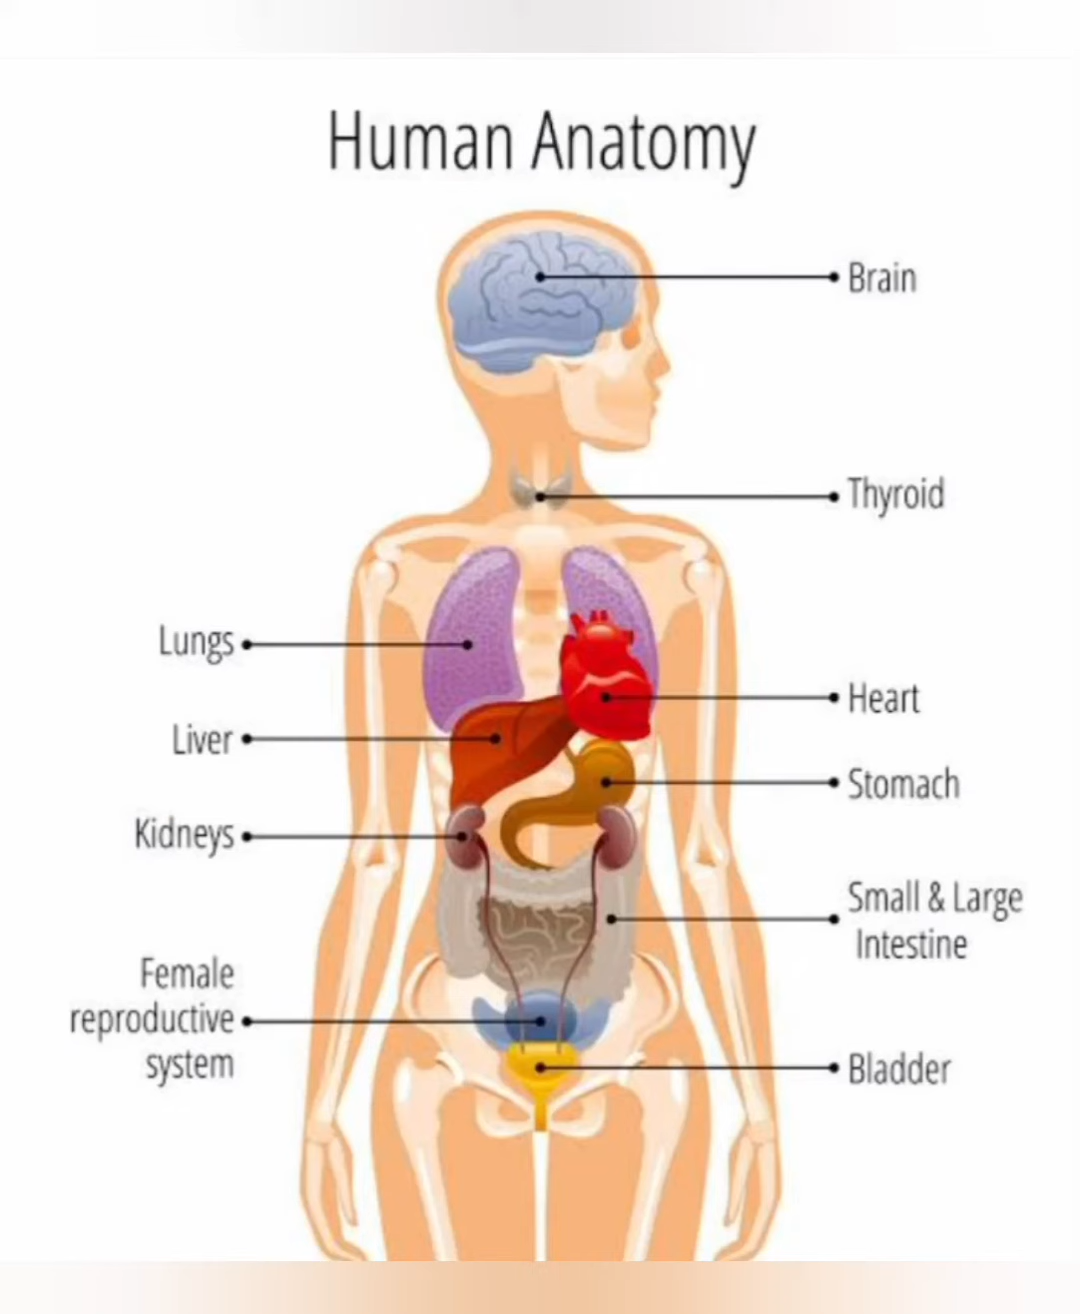 Human Anatomy
Brain
Thyroid
Lungs
Heart
Liver
Stomach
Kidneys
Small & Large
Intestine
Female
reproductive
system
Bladder